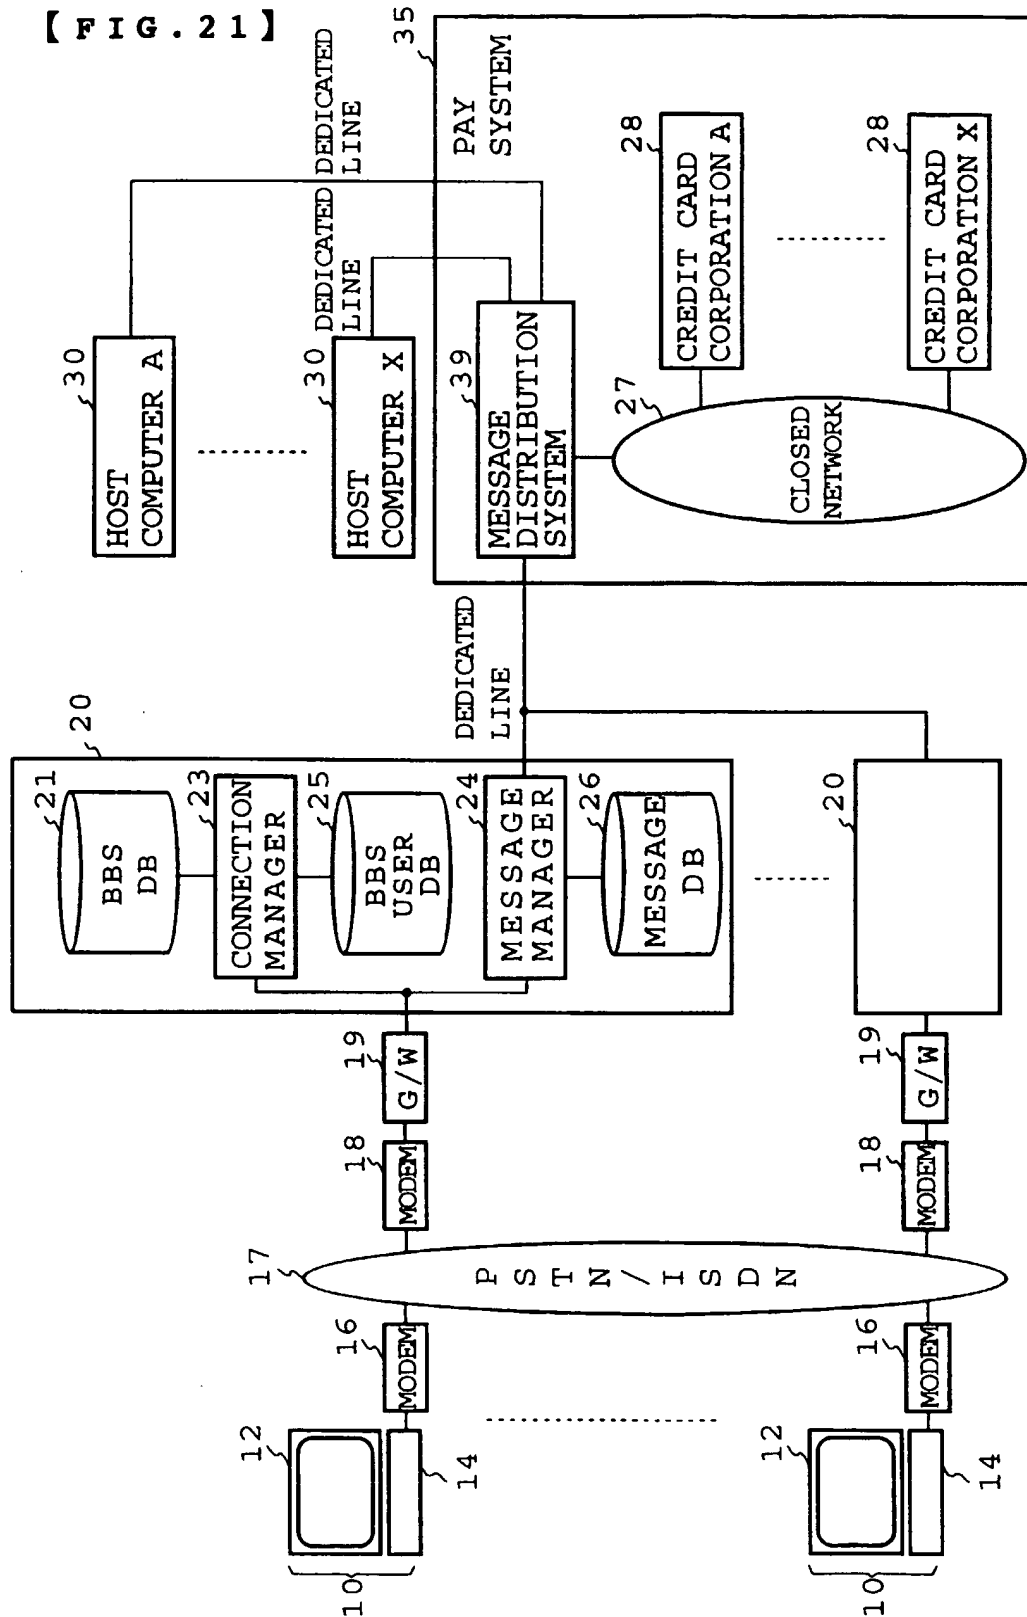 【FIG.21】
10
12
14
16
MODEM
17
PSTN/ISDN
18
MODEM
19
G/W
20
21
BBS
DB
23
CONNECTION
MANAGER
25
BBS
USER
DB
24
MESSAGE
MANAGER
26
MESSAGE
DB
10
12
14
16
MODEM
18
MODEM
19
G/W
20
DEDICATED
LINE
30
HOST
COMPUTER A
30
HOST
COMPUTER X
DEDICATED
LINE
DEDICATED
LINE
35
PAY
SYSTEM
39
MESSAGE
DISTRIBUTION
SYSTEM
27
CLOSED
NETWORK
28
CREDIT CARD
CORPORATION A
28
CREDIT CARD
CORPORATION X